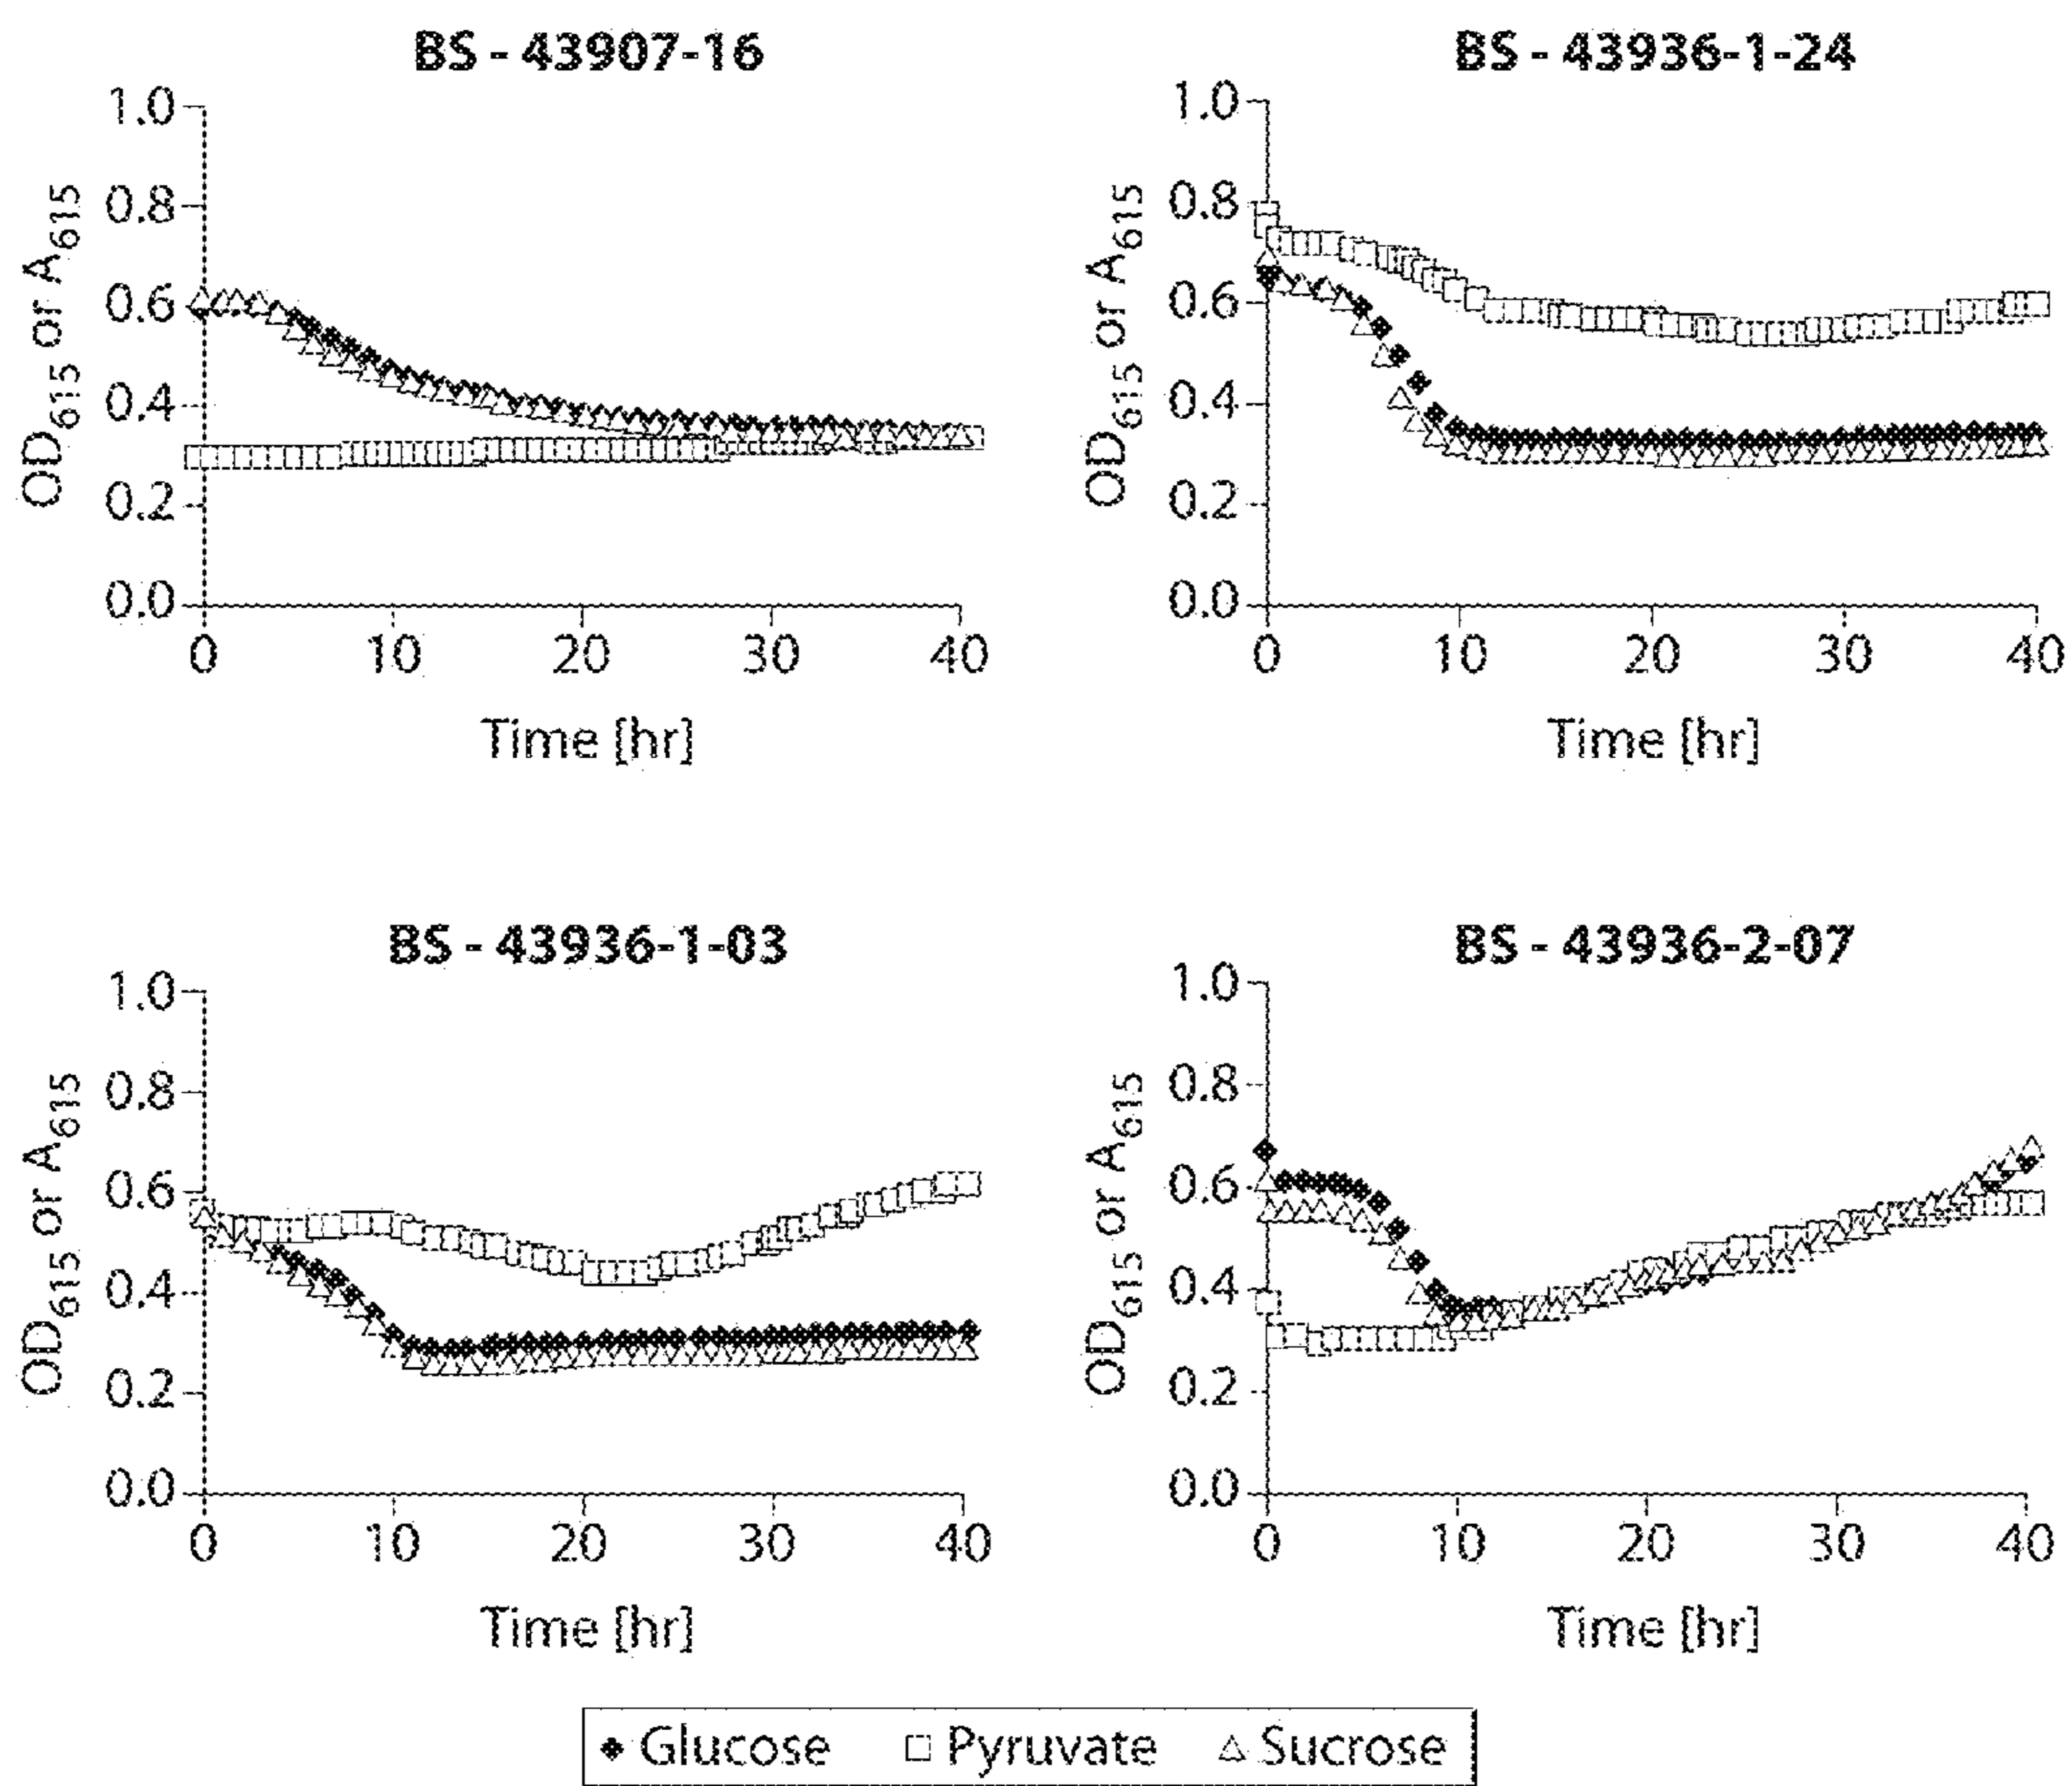 BS - 43907-16
1.0
0.8
0.6
0.4
0.2
0.0
OD615 or A615
0 10 20 30 40
Time [hr]
BS - 43936-1-24
1.0
0.8
0.6
0.4
0.2
0.0
OD615 or A615
0 10 20 30 40
Time [hr]
BS - 43936-1-03
1.0
0.8
0.6
0.4
0.2
0.0
OD615 or A615
0 10 20 30 40
Time [hr]
BS - 43936-2-07
1.0
0.8
0.6
0.4
0.2
0.0
OD615 or A615
0 10 20 30 40
Time [hr]
Glucose Pyruvate Sucrose